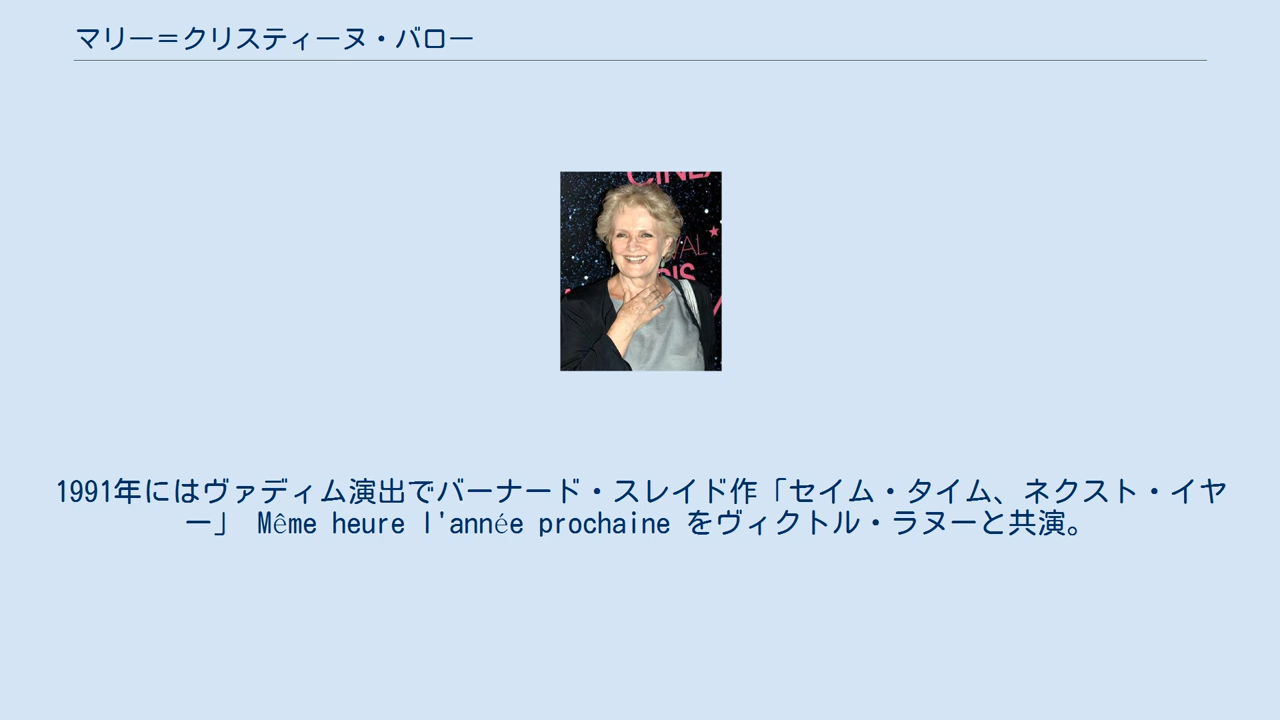 マリー＝クリスティーヌ・バロー
CINEM
VAL
RIS
1991年にはヴァディム演出でバーナード・スレイド作「セイム・タイム、ネクスト・イヤ
ー」 Même heure l'année prochaine をヴィクトル・ラヌーと共演。